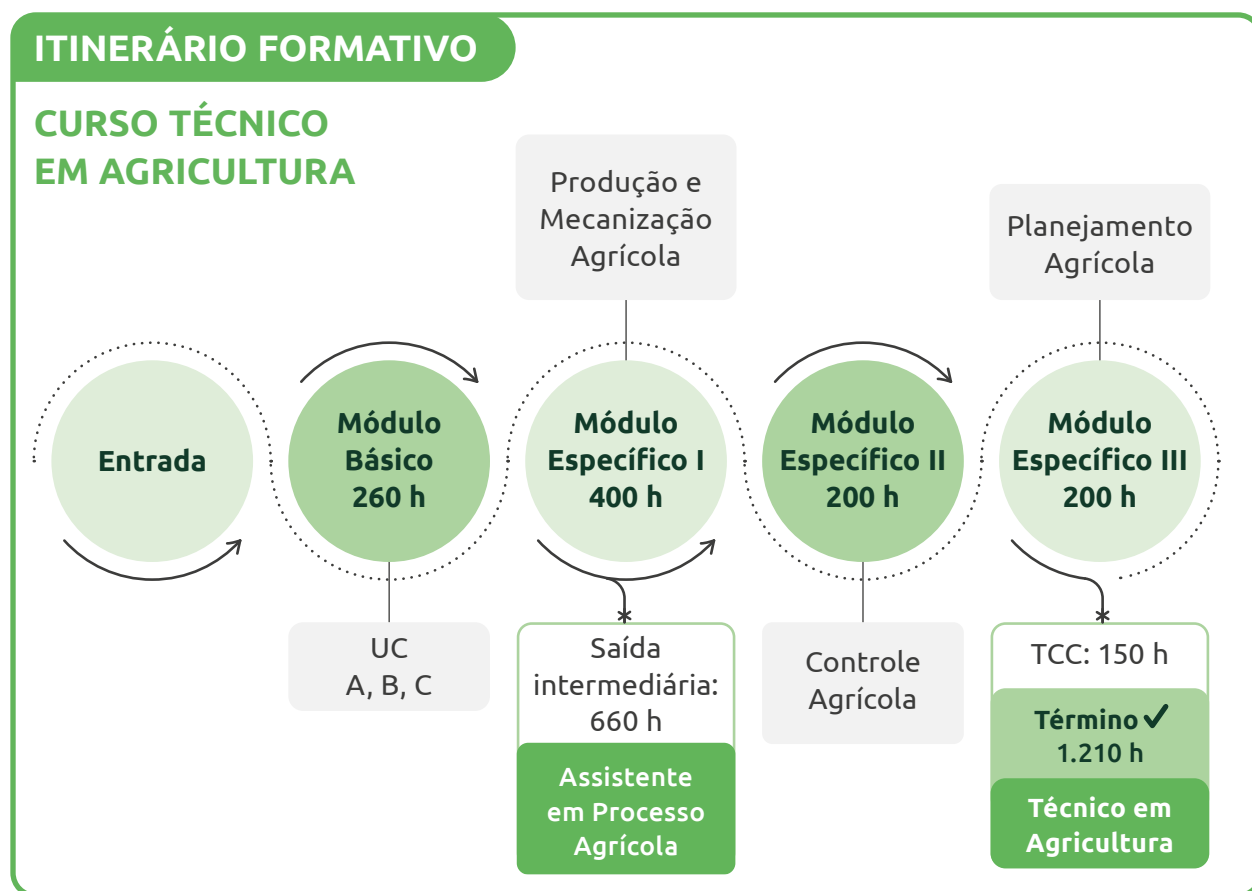 ITINERÁRIO FORMATIVO
CURSO TÉCNICO
EM AGRICULTURA
Produção e
Mecanização
Agrícola
Planejamento
Agrícola
Entrada
Módulo
Básico
260 h
Módulo
Específico I
400 h
Módulo
Específico II
200 h
Módulo
Específico III
200 h
UC
A, B, C
Saída
intermediária:
660 h
Assistente
em Processo
Agrícola
Controle
Agrícola
TCC: 150 h
Término ✓
1.210 h
Técnico em
Agricultura